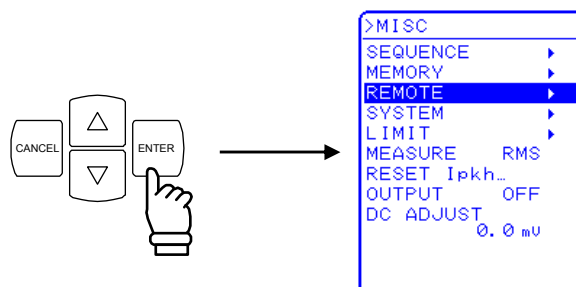 CANCEL
ENTER
>MISC
SEQUENCE
MEMORY
REMOTE
SYSTEM
LIMIT
MEASURE RMS
RESET Ipkh…
OUTPUT OFF
DC ADJUST
0.0 mV